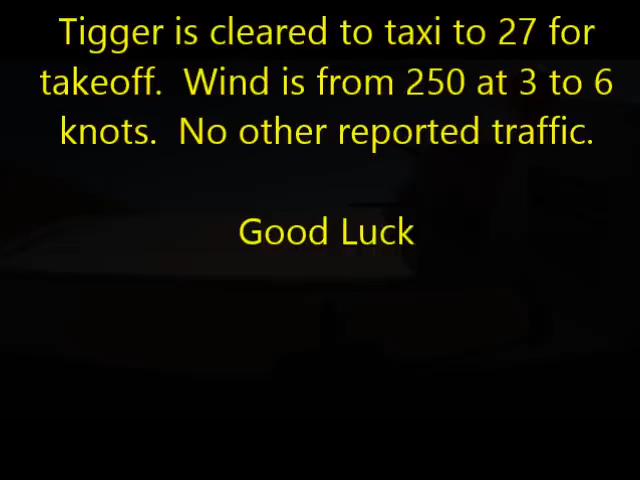 Tigger is cleared to taxi to 27 for
takeoff.  Wind is from 250 at 3 to 6
knots.  No other reported traffic.
Good Luck